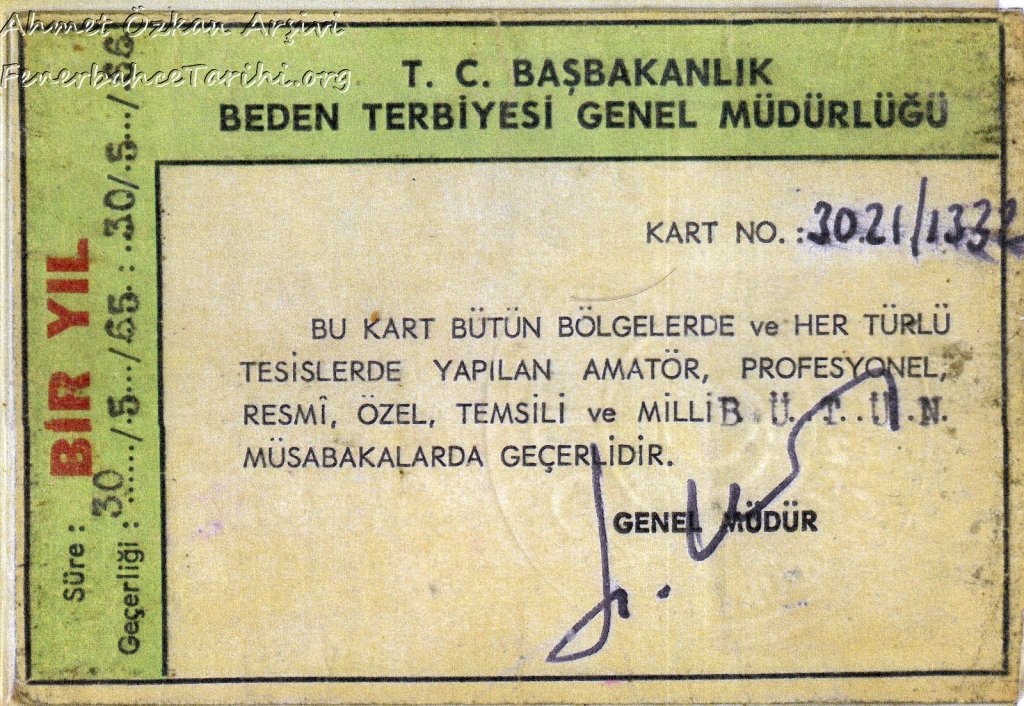 Ahmet Özkan Arşivi
FenerbahceTarihi.org
T. C. BAŞBAKANLIK
BEDEN TERBİYESİ GENEL MÜDÜRLÜĞÜ
KART NO. : 3021/1332
BU KART BÜTÜN BÖLGELERDE ve HER TÜRLÜ
TESİSLERDE YAPILAN AMATÖR, PROFESYONEL,
RESMÎ, ÖZEL, TEMSİLİ ve MİLLİ B.Ü.T.Ü.N.
MÜSABAKALARDA GEÇERLİDİR.
GENEL MÜDÜR
Süre : BİR YIL
Geçerliği : 30/5/65 : 30/5/66